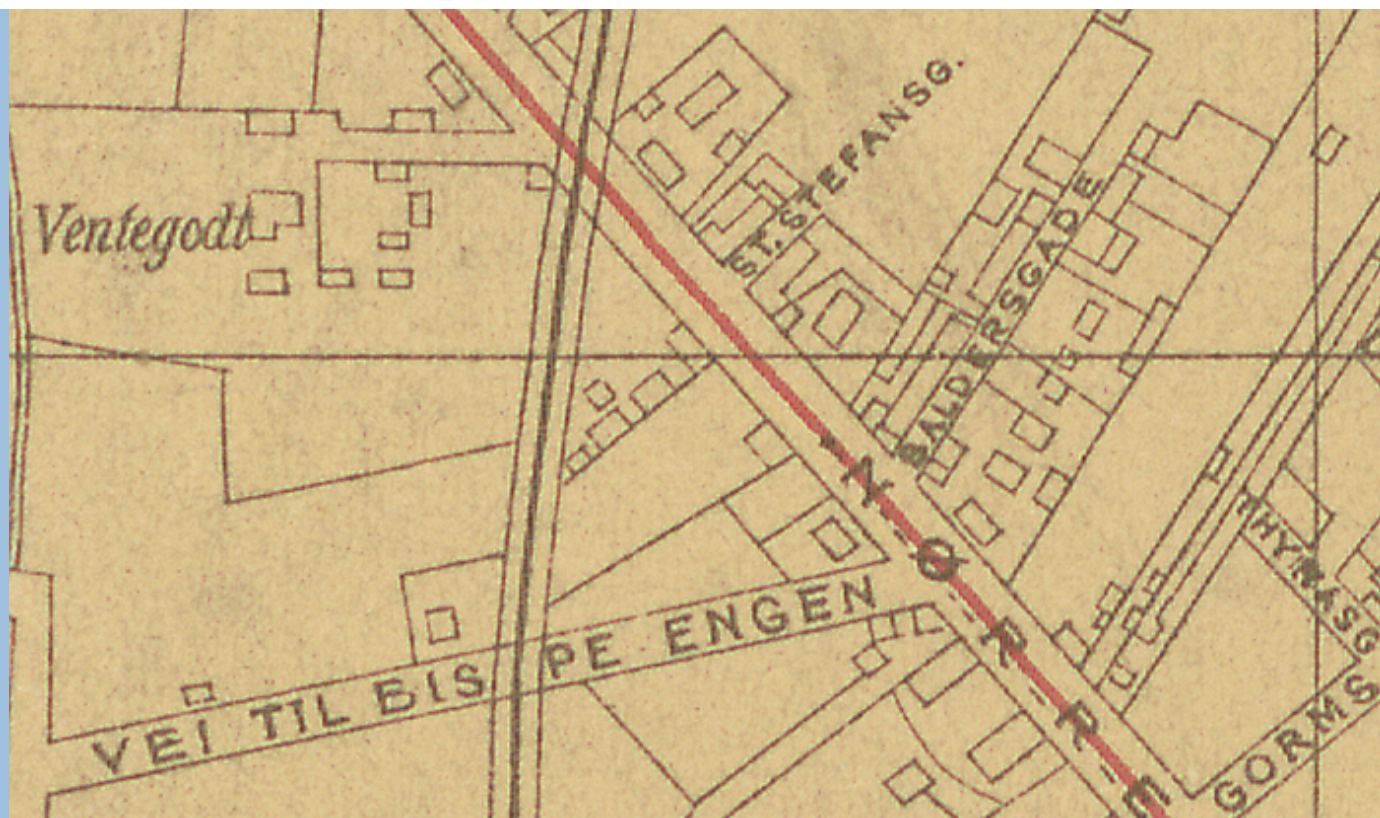 ST. STEFANSG.
Ventegodt
BALDERSGADE
NØRRE
THYRASG
VEI TIL BISPE ENGEN
GORMS